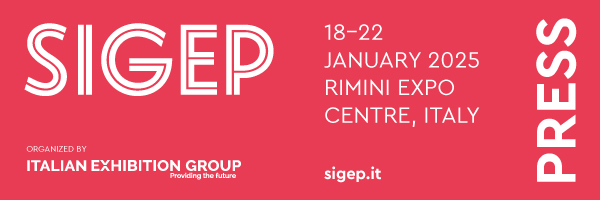 SIGEP
ORGANIZED BY
ITALIAN EXHIBITION GROUP
Providing the future
18–22
JANUARY 2025
RIMINI EXPO
CENTRE, ITALY
sigep.it
PRESS